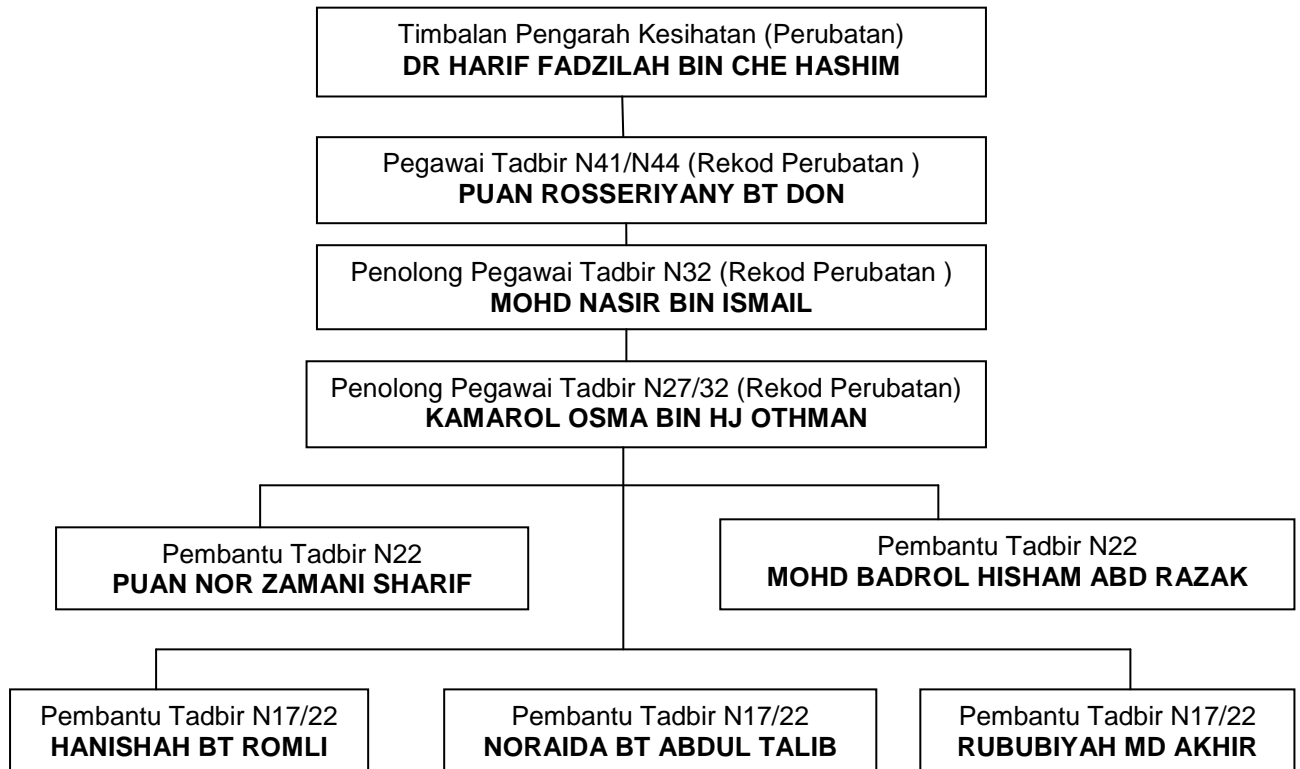 Timbalan Pengarah Kesihatan (Perubatan)
DR HARIF FADZILAH BIN CHE HASHIM
Pegawai Tadbir N41/N44 (Rekod Perubatan )
PUAN ROSSERIYANY BT DON
Penolong Pegawai Tadbir N32 (Rekod Perubatan )
MOHD NASIR BIN ISMAIL
Penolong Pegawai Tadbir N27/32 (Rekod Perubatan)
KAMAROL OSMA BIN HJ OTHMAN
Pembantu Tadbir N22
PUAN NOR ZAMANI SHARIF
Pembantu Tadbir N22
MOHD BADROL HISHAM ABD RAZAK
Pembantu Tadbir N17/22
HANISHAH BT ROMLI
Pembantu Tadbir N17/22
NORAIDA BT ABDUL TALIB
Pembantu Tadbir N17/22
RUBUBIYAH MD AKHIR